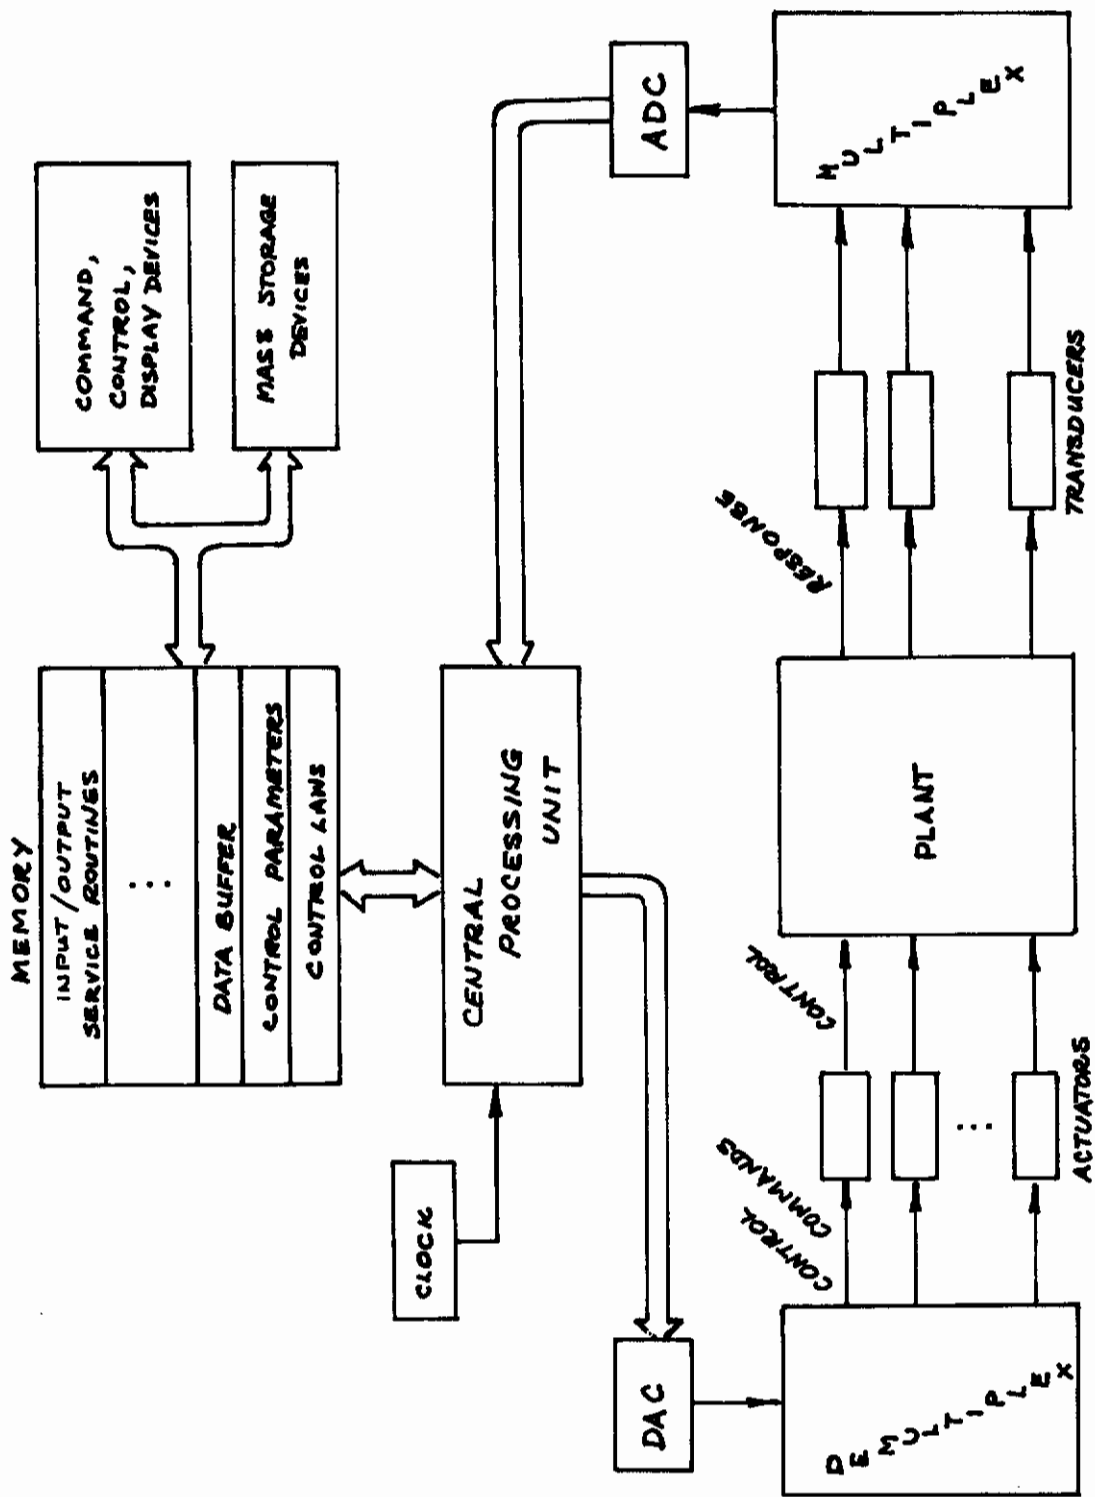 MEMORY
INPUT/OUTPUT
SERVICE ROUTINES
...
DATA BUFFER
CONTROL PARAMETERS
CONTROL LAWS
COMMAND,
CONTROL,
DISPLAY DEVICES
MASS STORAGE
DEVICES
CLOCK
CENTRAL
PROCESSING
UNIT
DAC
ADC
DEMULTIPLEX
CONTROL
COMMANDS
...
ACTUATORS
CONTROL
PLANT
RESPONSE
TRANSDUCERS
MULTIPLEX